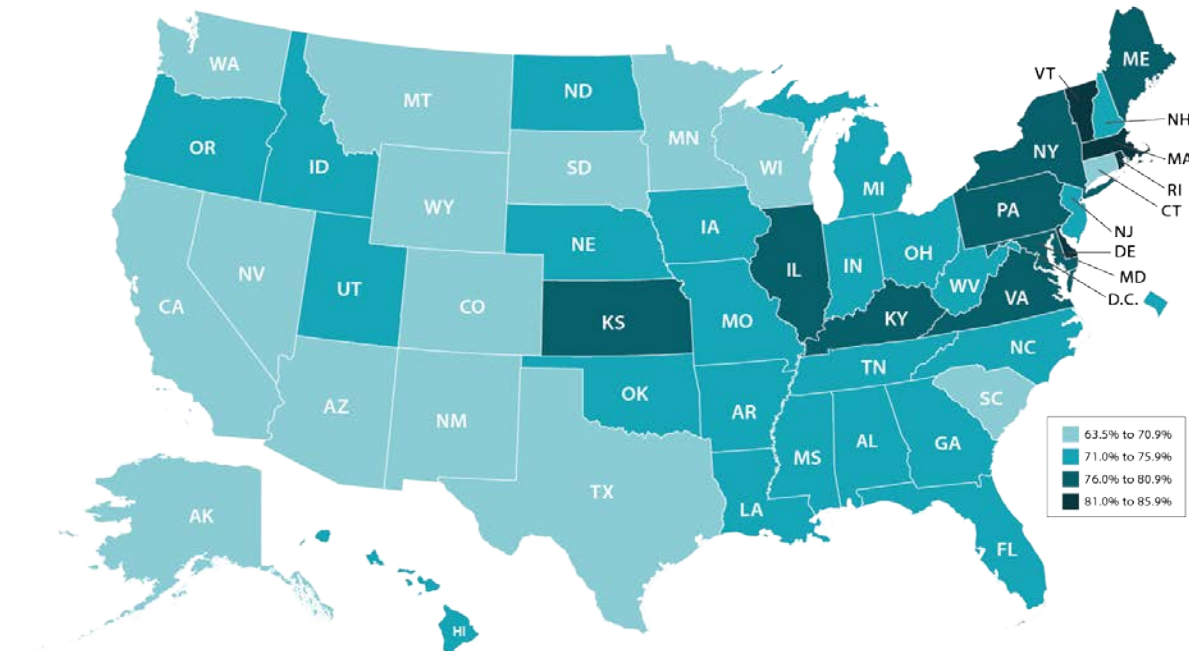 WA
MT
ND
MN
OR
ID
SD
WI
WY
MI
NE
IA
NV
UT
CO
CA
KS
MO
IL
IN
OH
KY
WV
VA
PA
NY
VT
ME
NH
MA
RI
CT
NJ
DE
MD
D.C.
AZ
NM
OK
AR
TN
NC
SC
MS
AL
GA
TX
LA
FL
AK
HI
63.5% to 70.9%
71.0% to 75.9%
76.0% to 80.9%
81.0% to 85.9%